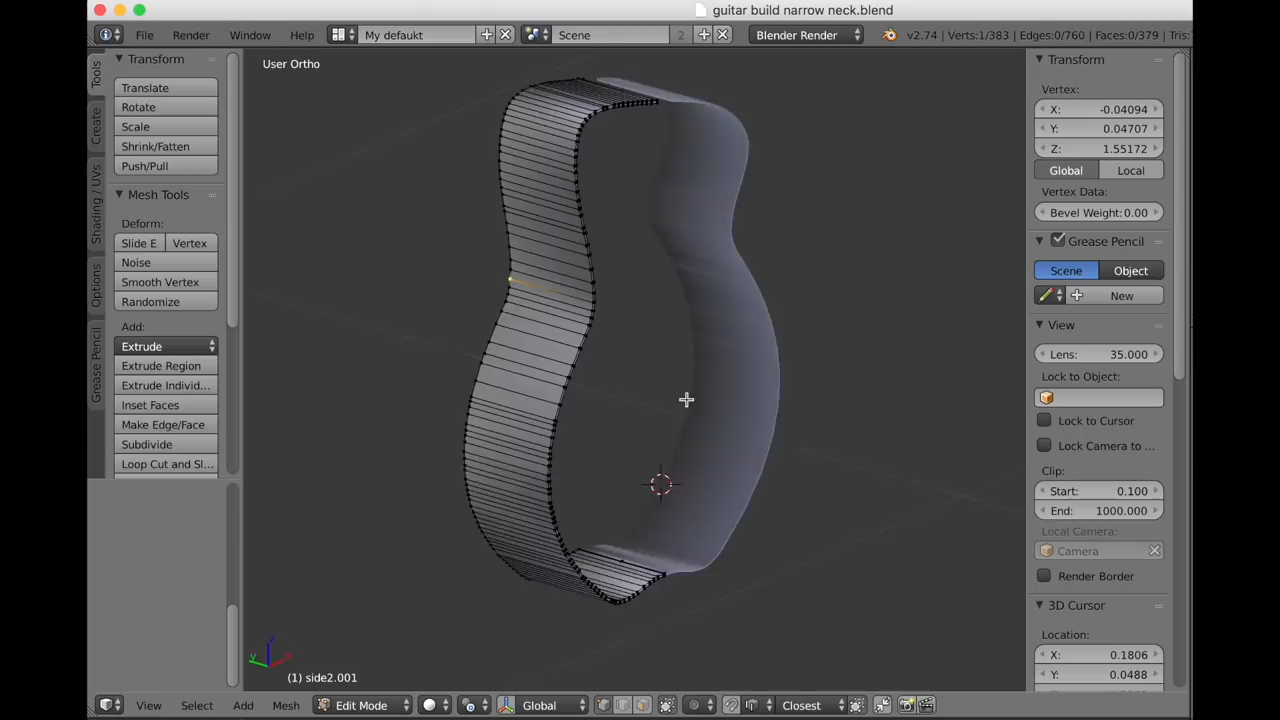 guitar build narrow neck.blend
File Render Window Help My defaukt Scene 2 Blender Render v2.74 | Verts:1/383 | Edges:0/760 | Faces:0/379 | Tris:
Tools
Create
Shading / UVs
Options
Grease Pencil
Transform
Translate
Rotate
Scale
Shrink/Fatten
Push/Pull
Mesh Tools
Deform:
Slide E Vertex
Noise
Smooth Vertex
Randomize
Add:
Extrude
Extrude Region
Extrude Individ...
Inset Faces
Make Edge/Face
Subdivide
Loop Cut and Sl...
User Ortho
z
y
x
(1) side2.001
Transform
Vertex:
X: -0.04094
Y: 0.04707
Z: 1.55172
Global Local
Vertex Data:
Bevel Weight: 0.00
Grease Pencil
Scene Object
New
View
Lens: 35.000
Lock to Object:
Lock to Cursor
Lock Camera to ...
Clip:
Start: 0.100
End: 1000.000
Local Camera:
Camera
Render Border
3D Cursor
Location:
X: 0.1806
Y: 0.0488
View Select Add Mesh Edit Mode Global Closest